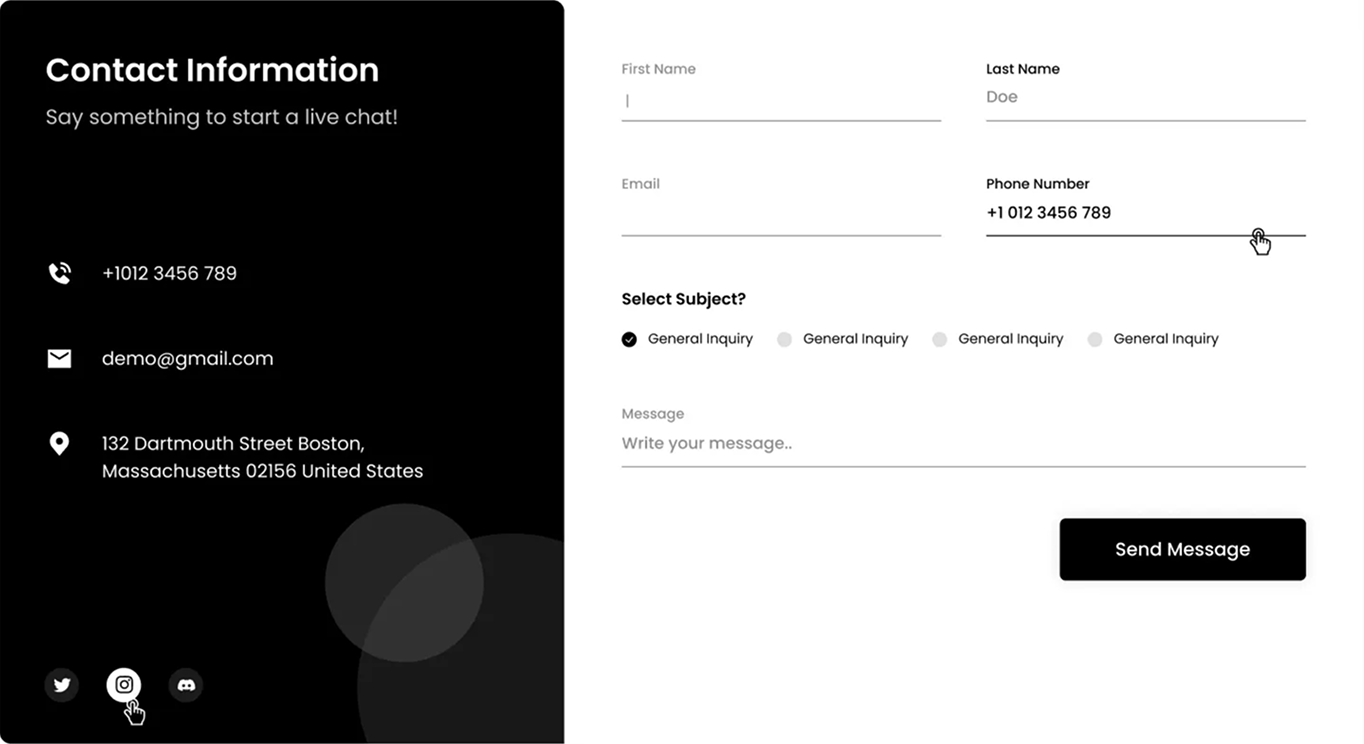 Contact Information
Say something to start a live chat!
+1012 3456 789
demo@gmail.com
132 Dartmouth Street Boston,
Massachusetts 02156 United States
First Name
Last Name
Doe
Email
Phone Number
+1 012 3456 789
Select Subject?
General Inquiry General Inquiry General Inquiry General Inquiry
Message
Write your message..
Send Message